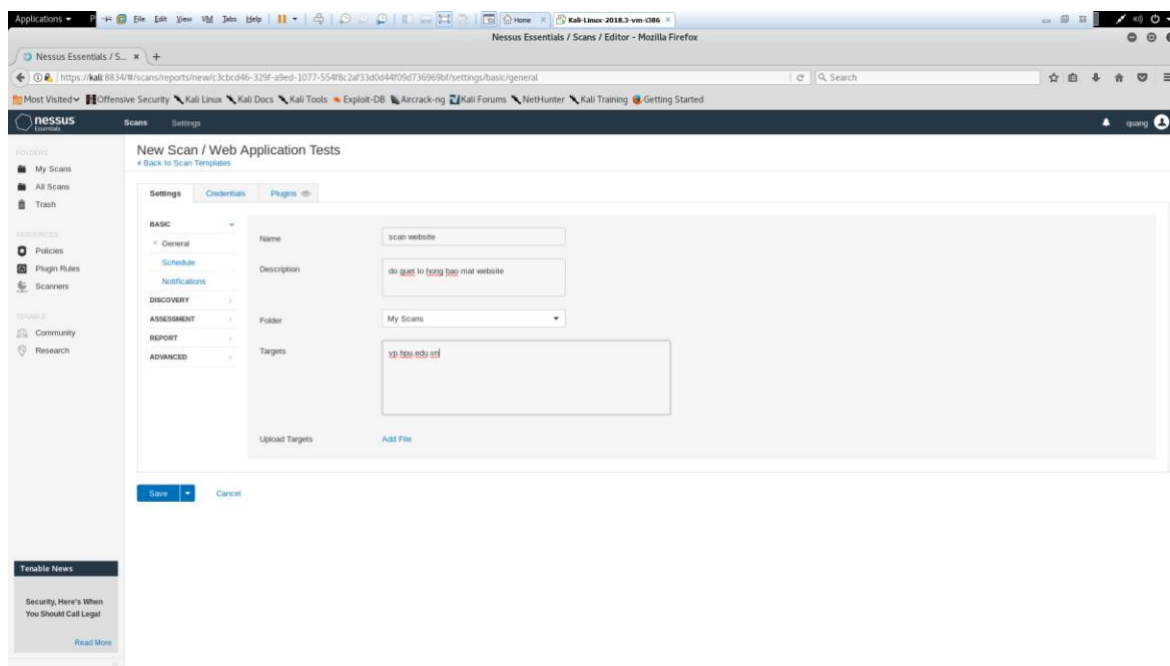 Applications
File Edit View VM Tabs Help
Home
Kali-Linux-2018.3-vm-i386
Nessus Essentials / Scans / Editor - Mozilla Firefox
Nessus Essentials / S...
https://kali:8834/#/scans/reports/new/c3cbcd46-329f-a9ed-1077-554f8c2af33d0d44f09d736969bf/settings/basic/general
Search
Most Visited Offensive Security Kali Linux Kali Docs Kali Tools Exploit-DB Aircrack-ng Kali Forums NetHunter Kali Training Getting Started
nessus
Essentials
Scans Settings
quang
FOLDERS
My Scans
All Scans
Trash
RESOURCES
Policies
Plugin Rules
Scanners
TENABLE
Community
Research
New Scan / Web Application Tests
Back to Scan Templates
Settings Credentials Plugins
BASIC
General
Schedule
Notifications
DISCOVERY
ASSESSMENT
REPORT
ADVANCED
Name scan website
Description do quet lo hong bao mat website
Folder My Scans
Targets vp.hpu.edu.vn
Upload Targets Add File
Save Cancel
Tenable News
Security, Here's When
You Should Call Legal
Read More